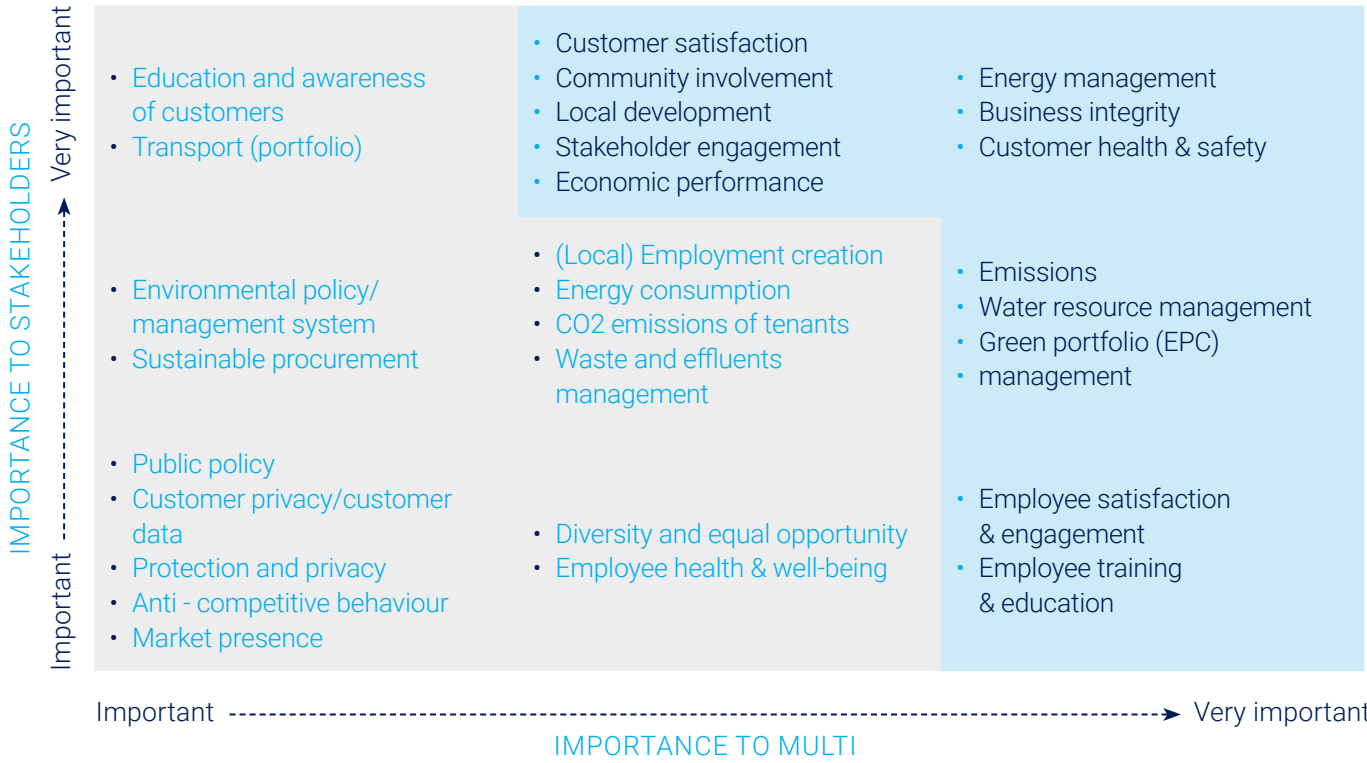 IMPORTANCE TO STAKEHOLDERS
Very important
Important
• Education and awareness
of customers
• Transport (portfolio)
• Customer satisfaction
• Community involvement
• Local development
• Stakeholder engagement
• Economic performance
• Energy management
• Business integrity
• Customer health & safety
• Environmental policy/
management system
• Sustainable procurement
• (Local) Employment creation
• Energy consumption
• CO2 emissions of tenants
• Waste and effluents
management
• Emissions
• Water resource management
• Green portfolio (EPC)
• management
• Public policy
• Customer privacy/customer
data
• Protection and privacy
• Anti - competitive behaviour
• Market presence
• Diversity and equal opportunity
• Employee health & well-being
• Employee satisfaction
& engagement
• Employee training
& education
Important
Very important
IMPORTANCE TO MULTI